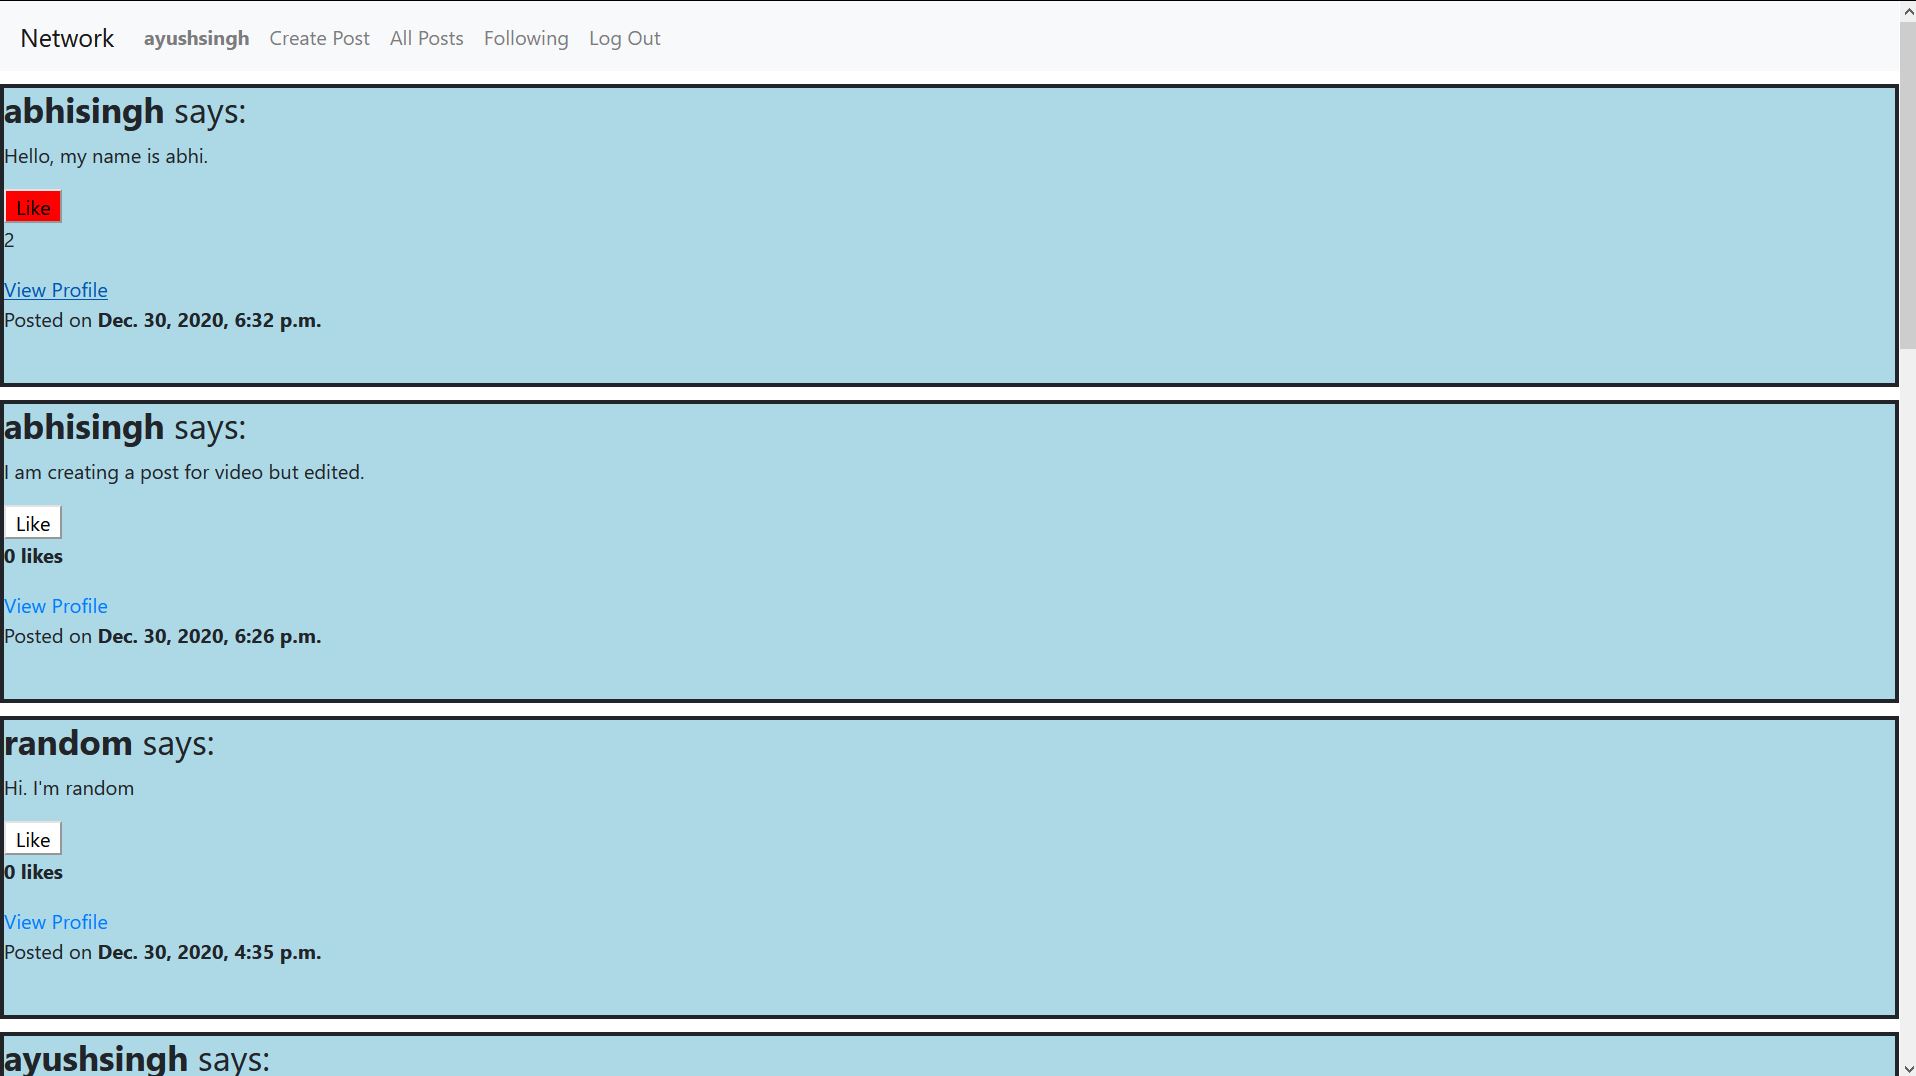 Network ayushsingh Create Post All Posts Following Log Out
abhisingh says:
Hello, my name is abhi.
Like
2
View Profile
Posted on Dec. 30, 2020, 6:32 p.m.
abhisingh says:
I am creating a post for video but edited.
Like
0 likes
View Profile
Posted on Dec. 30, 2020, 6:26 p.m.
random says:
Hi. I'm random
Like
0 likes
View Profile
Posted on Dec. 30, 2020, 4:35 p.m.
ayushsingh says: